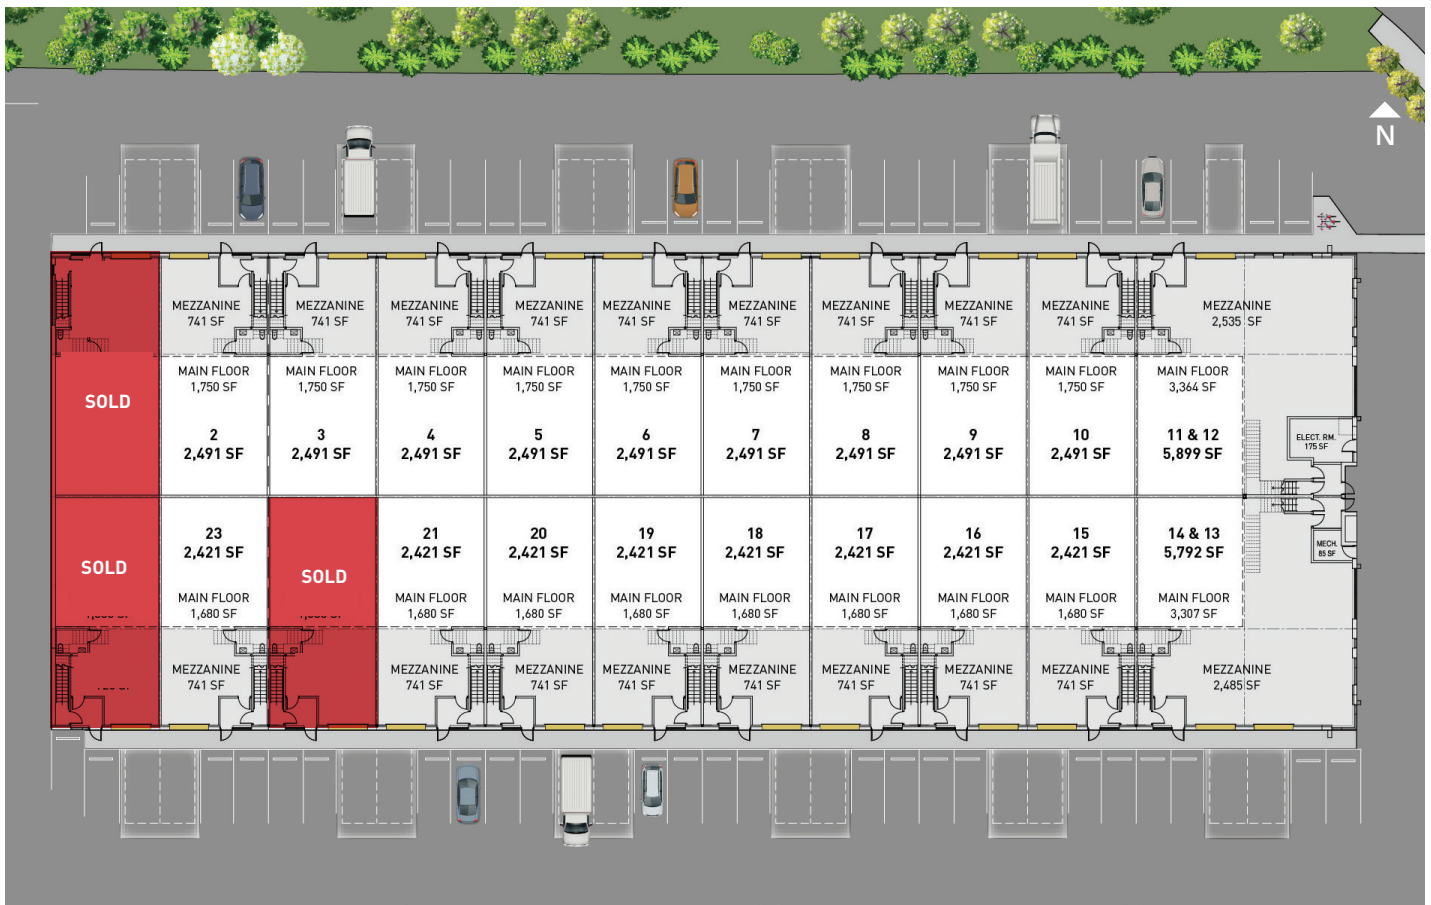 N
MEZZANINE
741 SF
MEZZANINE
741 SF
MEZZANINE
741 SF
MEZZANINE
741 SF
MEZZANINE
741 SF
MEZZANINE
741 SF
MEZZANINE
741 SF
MEZZANINE
741 SF
MEZZANINE
741 SF
MEZZANINE
2,535 SF
SOLD
MAIN FLOOR
1,750 SF
2
2,491 SF
MAIN FLOOR
1,750 SF
3
2,491 SF
MAIN FLOOR
1,750 SF
4
2,491 SF
MAIN FLOOR
1,750 SF
5
2,491 SF
MAIN FLOOR
1,750 SF
6
2,491 SF
MAIN FLOOR
1,750 SF
7
2,491 SF
MAIN FLOOR
1,750 SF
8
2,491 SF
MAIN FLOOR
1,750 SF
9
2,491 SF
MAIN FLOOR
1,750 SF
10
2,491 SF
MAIN FLOOR
3,364 SF
11 & 12
5,899 SF
ELECT. RM.
175 SF
SOLD
23
2,421 SF
MAIN FLOOR
1,680 SF
SOLD
21
2,421 SF
MAIN FLOOR
1,680 SF
20
2,421 SF
MAIN FLOOR
1,680 SF
19
2,421 SF
MAIN FLOOR
1,680 SF
18
2,421 SF
MAIN FLOOR
1,680 SF
17
2,421 SF
MAIN FLOOR
1,680 SF
16
2,421 SF
MAIN FLOOR
1,680 SF
15
2,421 SF
MAIN FLOOR
1,680 SF
14 & 13
5,792 SF
MAIN FLOOR
3,307 SF
MECH.
85 SF
MEZZANINE
741 SF
MEZZANINE
741 SF
MEZZANINE
741 SF
MEZZANINE
741 SF
MEZZANINE
741 SF
MEZZANINE
741 SF
MEZZANINE
741 SF
MEZZANINE
741 SF
MEZZANINE
2,485 SF